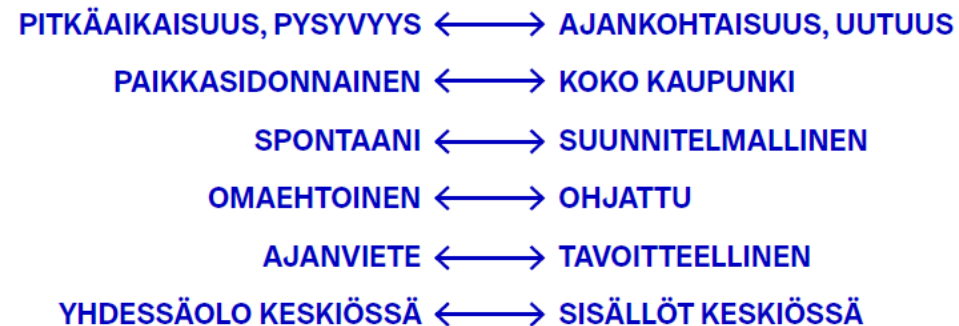 PITKÄAIKAISUUS, PYSYVYYS ↔ AJANKOHTAISUUS, UUTUUS
PAIKKASIDONNAINEN ↔ KOKO KAUPUNKI
SPONTAANI ↔ SUUNNITELMALLINEN
OMAEHTOINEN ↔ OHJATTU
AJANVIETE ↔ TAVOITTEELLINEN
YHDESSÄOLO KESKIÖSSÄ ↔ SISÄLLÖT KESKIÖSSÄ